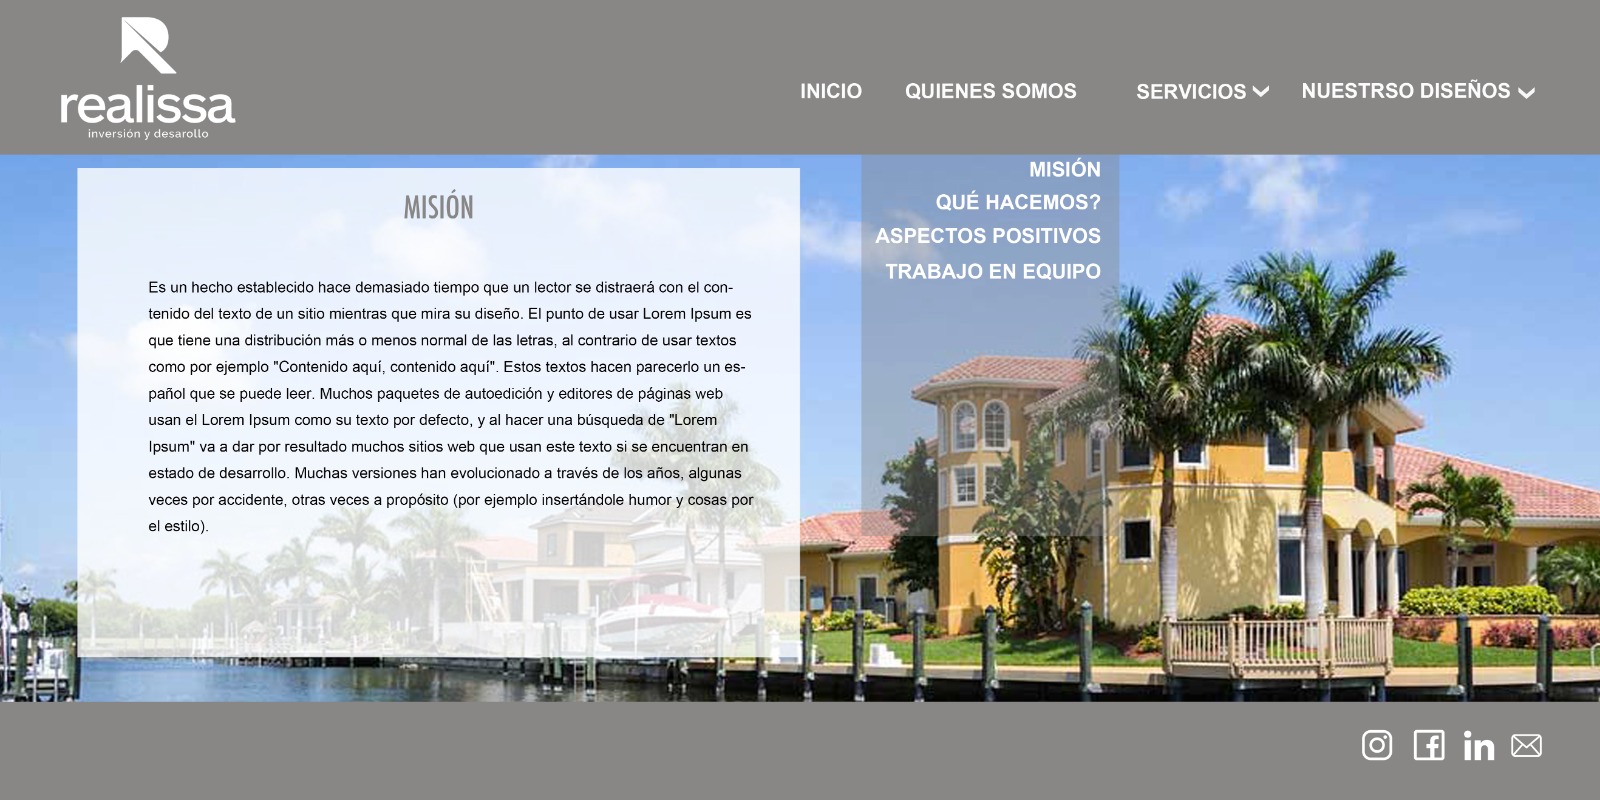 realissa
inversión y desarollo
INICIO QUIENES SOMOS SERVICIOS NUESTRSO DISEÑOS
MISIÓN
QUÉ HACEMOS?
ASPECTOS POSITIVOS
TRABAJO EN EQUIPO
MISIÓN
Es un hecho establecido hace demasiado tiempo que un lector se distraerá con el con-
tenido del texto de un sitio mientras que mira su diseño. El punto de usar Lorem Ipsum es
que tiene una distribución más o menos normal de las letras, al contrario de usar textos
como por ejemplo "Contenido aquí, contenido aquí". Estos textos hacen parecerlo un es-
pañol que se puede leer. Muchos paquetes de autoedición y editores de páginas web
usan el Lorem Ipsum como su texto por defecto, y al hacer una búsqueda de "Lorem
Ipsum" va a dar por resultado muchos sitios web que usan este texto si se encuentran en
estado de desarrollo. Muchas versiones han evolucionado a través de los años, algunas
veces por accidente, otras veces a propósito (por ejemplo insertándole humor y cosas por
el estilo).